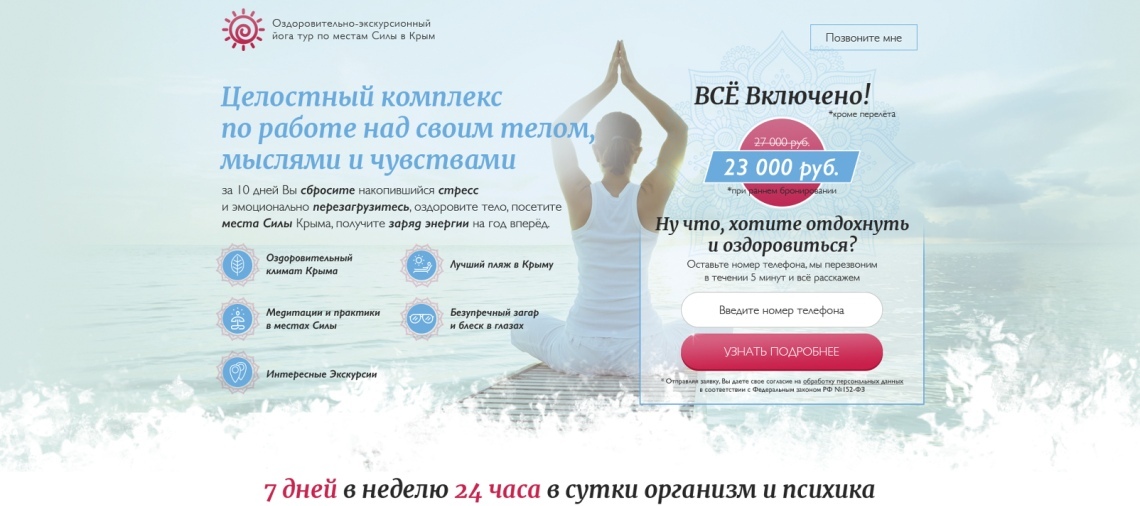 Оздоровительно-экскурсионный
йога тур по местам Силы в Крым
Позвоните мне
Целостный комплекс
по работе над своим телом,
мыслями и чувствами
за 10 дней Вы сбросите накопившийся стресс
и эмоционально перезагрузитесь, оздоровите тело, посетите
места Силы Крыма, получите заряд энергии на год вперёд.
Оздоровительный
климат Крыма
Лучший пляж в Крыму
Медитации и практики
в местах Силы
Безупречный загар
и блеск в глазах
Интересные Экскурсии
ВСЁ Включено!
*кроме перелёта
27 000 руб.
23 000 руб.
*при раннем бронировании
Ну что, хотите отдохнуть
и оздоровиться?
Оставьте номер телефона, мы перезвоним
в течении 5 минут и всё расскажем
Введите номер телефона
УЗНАТЬ ПОДРОБНЕЕ
* Отправляя заявку, Вы даете свое согласие на обработку персональных данных
в соответствии с Федеральным законом РФ №152-ФЗ
7 дней в неделю 24 часа в сутки организм и психика